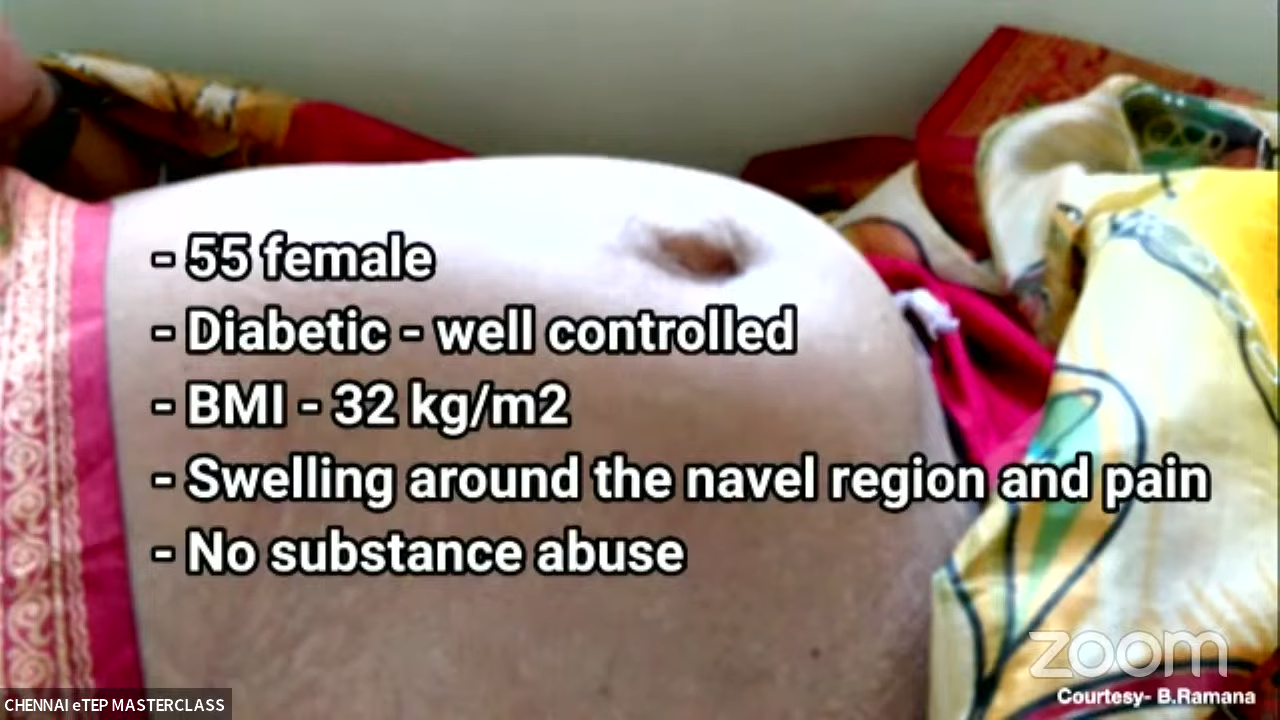 - 55 female
- Diabetic - well controlled
- BMI - 32 kg/m2
- Swelling around the navel region and pain
- No substance abuse
zoom
CHENNAI eTEP MASTERCLASS
Courtesy- B.Ramana